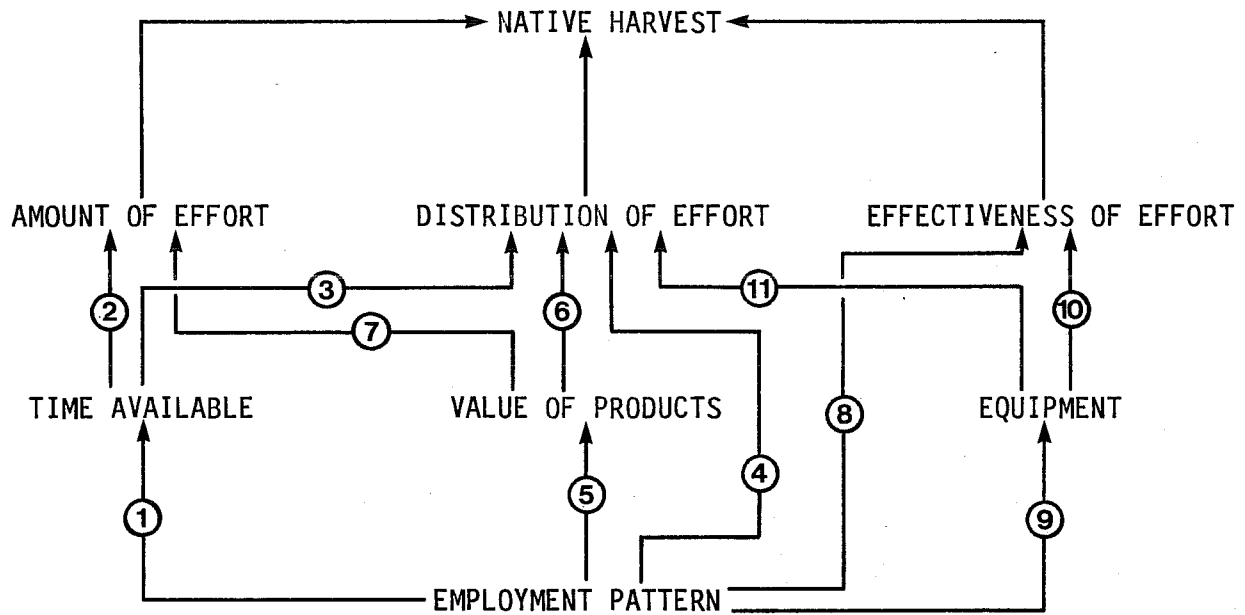 NATIVE HARVEST
AMOUNT OF EFFORT DISTRIBUTION OF EFFORT EFFECTIVENESS OF EFFORT
3 11
2 6 10
7
TIME AVAILABLE VALUE OF PRODUCTS EQUIPMENT
8
4
5
1 9
EMPLOYMENT PATTERN